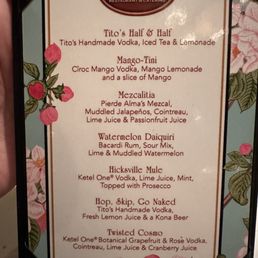 RESTAURANT & CATERING
Tito's Half & Half
Tito's Handmade Vodka, Iced Tea & Lemonade
Mango-Tini
Ciroc Mango Vodka, Mango Lemonade
and a slice of Mango
Mezcalitia
Pierde Alma's Mezcal,
Muddled Jalapeños, Cointreau,
Lime Juice & Passionfruit Juice
Watermelon Daiquiri
Bacardi Rum, Sour Mix,
Lime & Muddled Watermelon
Hicksville Mule
Ketel One® Vodka, Lime Juice, Mint,
Topped with Prosecco
Hop, Skip, Go Naked
Tito's Handmade Vodka,
Fresh Lemon Juice & a Kona Beer
Twisted Cosmo
Ketel One® Botanical Grapefruit & Rosè Vodka,
Cointreau, Lime Juice & Cranberry Juice